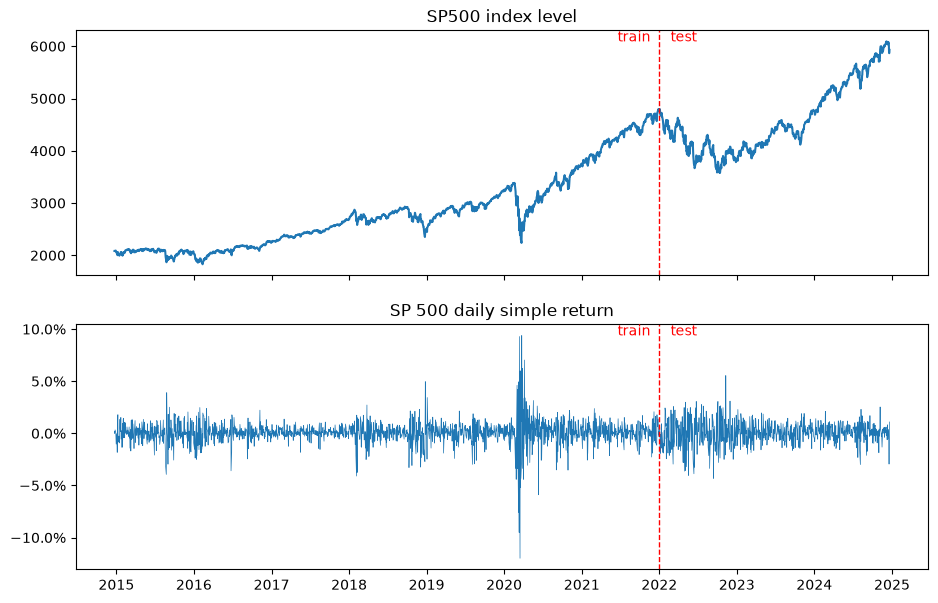 SP500 index level
train test
6000
5000
4000
3000
2000
SP 500 daily simple return
train test
10.0%
5.0%
0.0%
−5.0%
−10.0%
2015 2016 2017 2018 2019 2020 2021 2022 2023 2024 2025